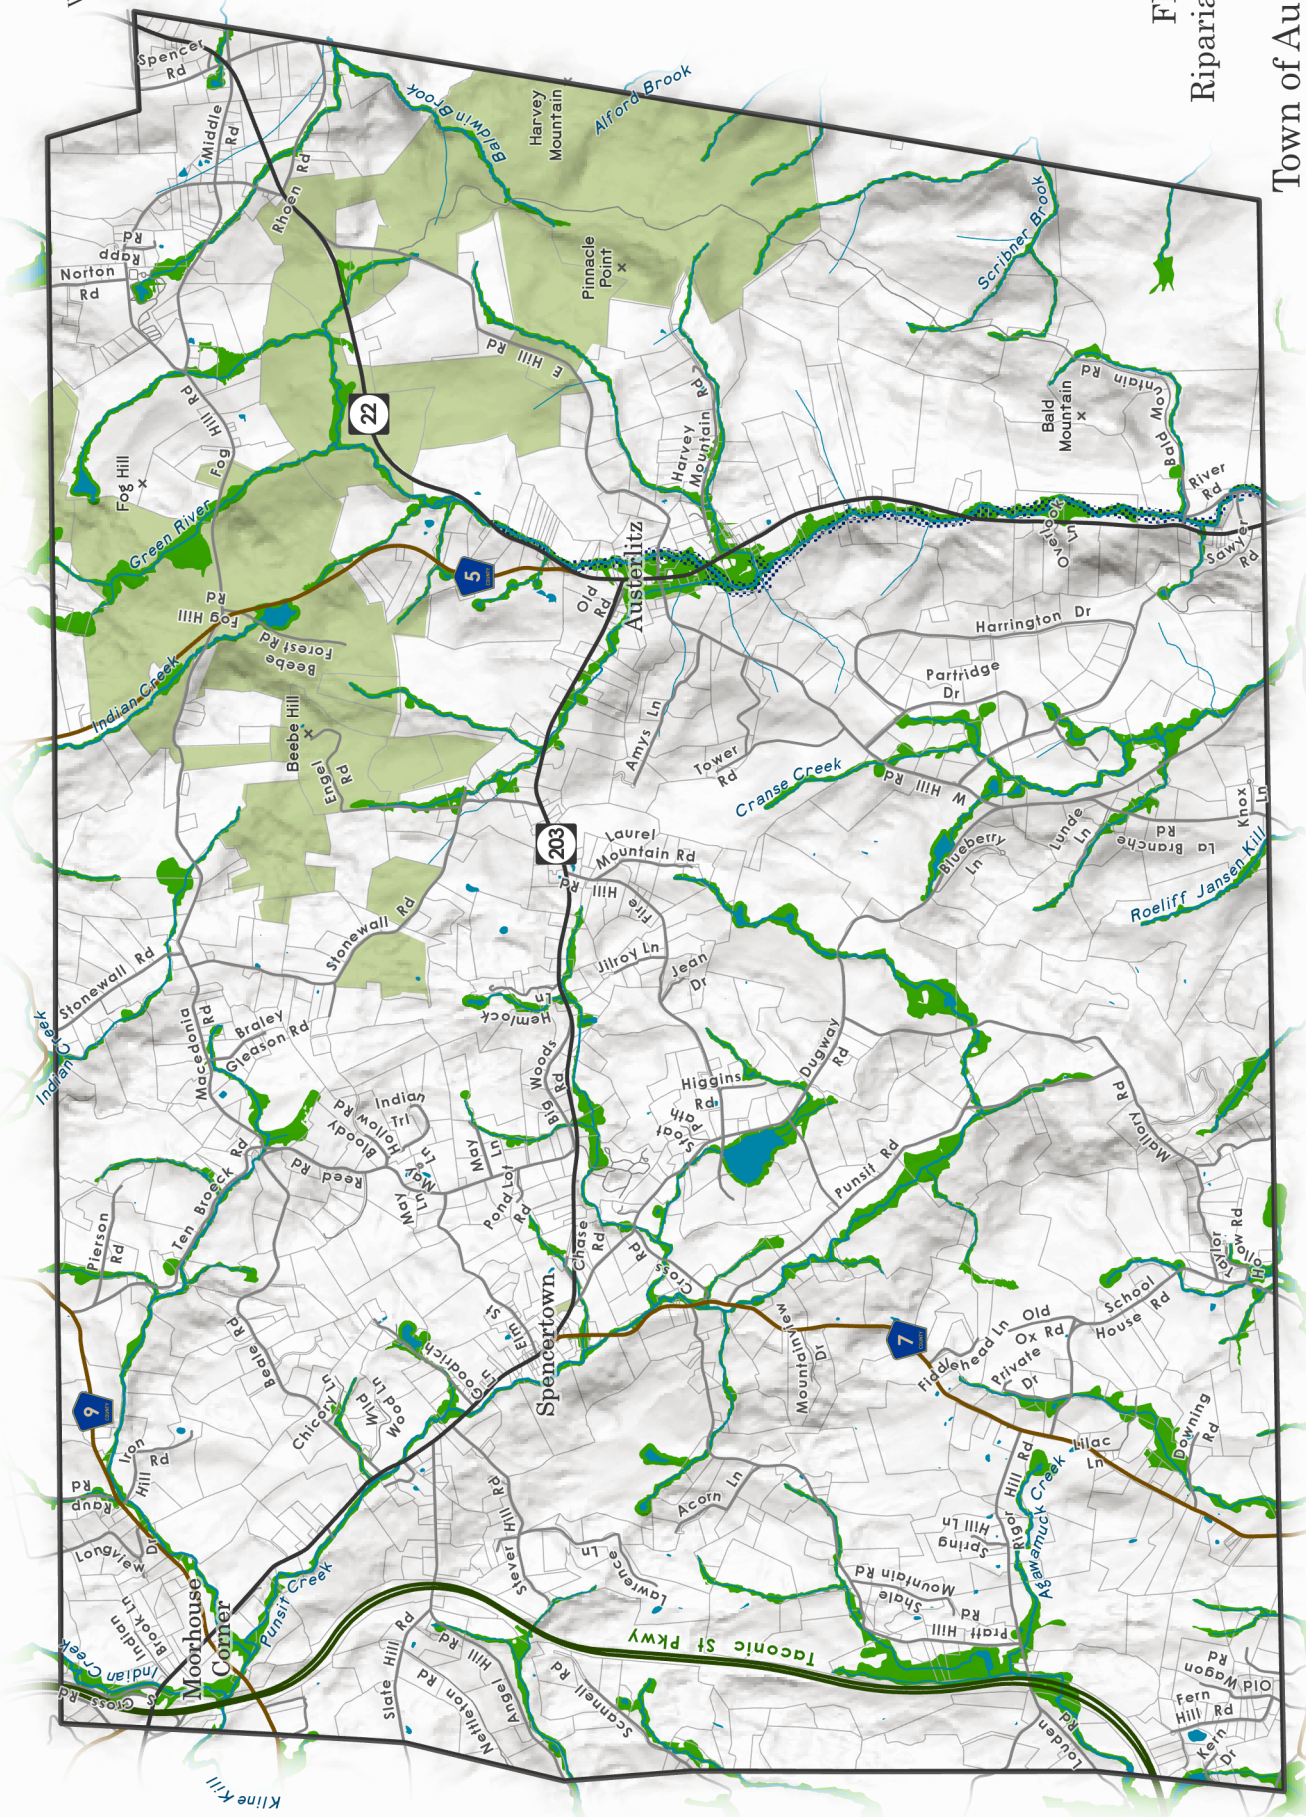 Fl
Riparia
Town of Au
Spencer
Rd
Middle
Rd
Rhoen Rd
Rapp
Rd
Norton
Rd
Baldwin Brook
Harvey
Mountain
Alford Brook
Pinnacle
Point
Scribner Brook
Fog Hill
Fog Hill Rd
Green River
22
E Hill Rd
Harvey
Mountain Rd
Bald
Mountain
Bald Mountain Rd
River
Rd
Overlook
Ln
Sawyer
Rd
Fog Hill
Rd
5
COUNTY
Old
Rd
Austerlitz
Indian Creek
Beebe
Forest Rd
Beebe Hill
Engel
Rd
Harrington Dr
Partridge
Dr
Amys Ln
Tower
Rd
Cranse Creek
W Hill Rd
Blueberry
Ln
Lunde
Ln
La Branche
Rd
Knox
Ln
Roeliff Jansen Kill
203
Laurel
Mountain Rd
Fire Hill Rd
Jilroy Ln
Jean
Dr
Stonewall Rd
Stonewall Rd
Indian Creek
Macedonia
Rd
Braley
Gleason Rd
Hemlock
Ln
Big Woods
Rd
Higgins
Rd
Stoat
Path
Dugway
Rd
Punsit Rd
Mallory Rd
Bloody
Hollow Rd
Indian
Trl
May
Ln
May
Ln
May
Ln
Pond Lot
Rd
Reed Rd
Ten Broeck Rd
Pierson
Rd
Chase
Rd
Cross Rd
Taylor
Hollow Rd
School
House Rd
Old
Ox Rd
Fiddlehead Ln
Private
Dr
Mountainview
Dr
7
COUNTY
Spencertown
Elm St
Goodrich
Ln
Bedale Rd
Chicory Ln
Wild
Wood Ln
9
COUNTY
Iron
Hill Rd
Raup
Rd
Longview
Dr
Indian
Brook Ln
Moorhouse
Corner
Indian Creek
S Cross Rd
Punsit Creek
Kline Kill
Stever Hill Rd
Lawrence
Ln
Acorn Ln
Slate Hill Rd
Angel Hill Rd
Nettleton Rd
Scannell Rd
Taconic St Pkwy
Shale
Mountain Rd
Pratt Hill
Rd
Spring
Hill Ln
Rigor Hill Rd
Agawamuck Creek
Lilac
Ln
Downing
Rd
Louden Rd
Old Wagon
Rd
Fern
Hill Rd
Kern
Dr